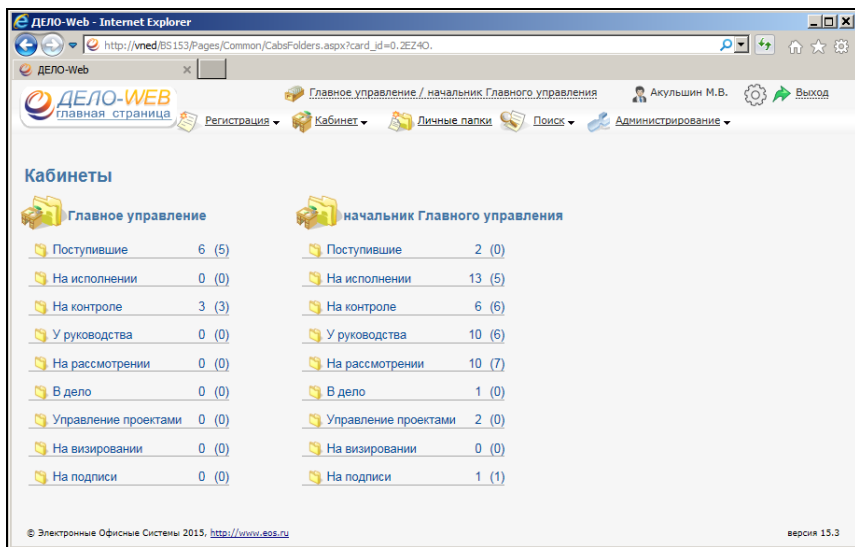 ДЕЛО-Web - Internet Explorer
http://vned/BS153/Pages/Common/CabsFolders.aspx?card_id=0.2EZ4O.
ДЕЛО-Web
ДЕЛО-WEB
главная страница
Главное управление / начальник Главного управления
Акульшин М.В.
Выход
Регистрация
Кабинет
Личные папки
Поиск
Администрирование
Кабинеты
Главное управление
Поступившие 6 (5)
На исполнении 0 (0)
На контроле 3 (3)
У руководства 0 (0)
На рассмотрении 0 (0)
В дело 0 (0)
Управление проектами 0 (0)
На визировании 0 (0)
На подписи 0 (0)
начальник Главного управления
Поступившие 2 (0)
На исполнении 13 (5)
На контроле 6 (6)
У руководства 10 (6)
На рассмотрении 10 (7)
В дело 1 (0)
Управление проектами 2 (0)
На визировании 0 (0)
На подписи 1 (1)
© Электронные Офисные Системы 2015, http://www.eos.ru
версия 15.3